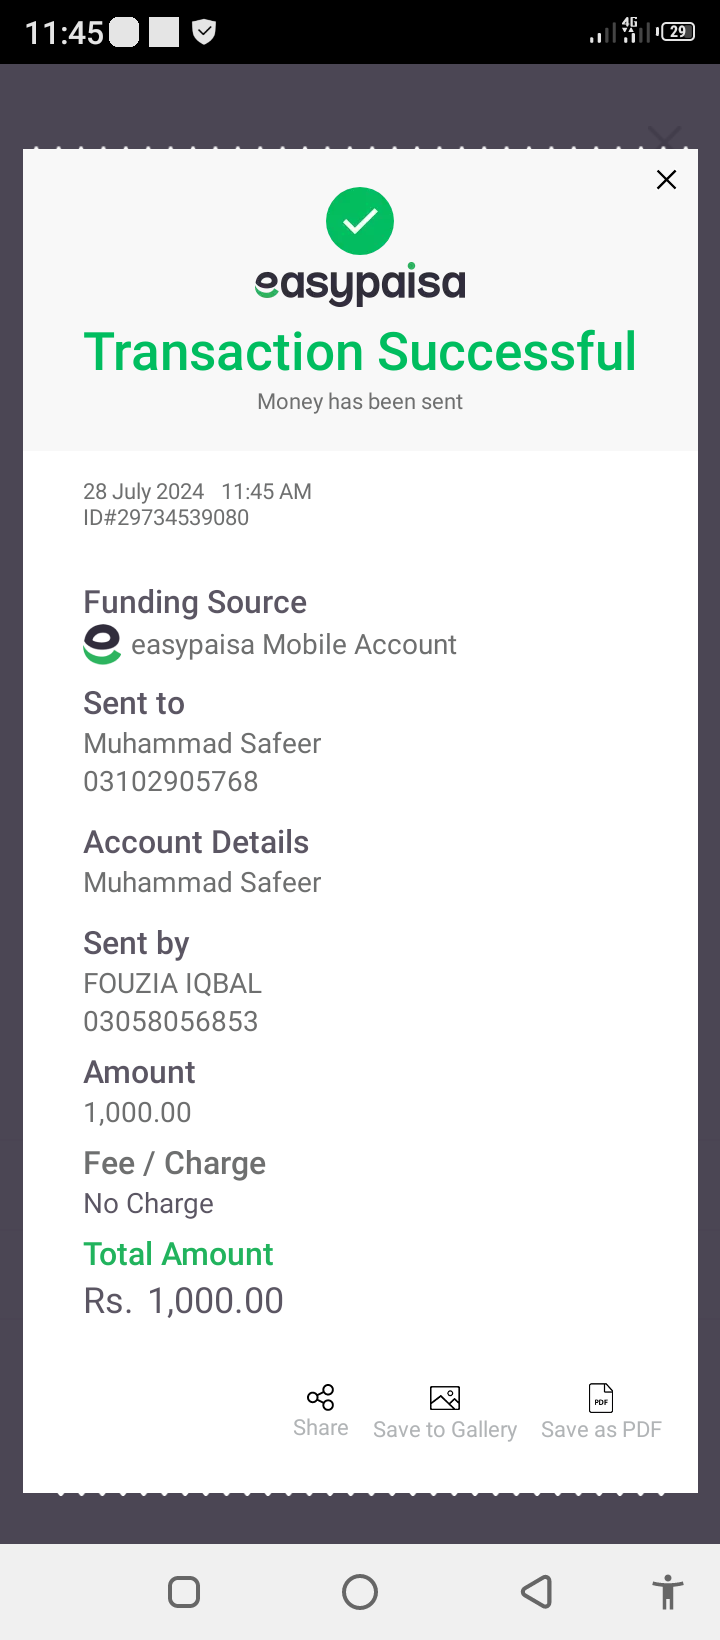 11:45
4G
29
easypaisa
Transaction Successful
Money has been sent
28 July 2024 11:45 AM
ID#29734539080
Funding Source
easypaisa Mobile Account
Sent to
Muhammad Safeer
03102905768
Account Details
Muhammad Safeer
Sent by
FOUZIA IQBAL
03058056853
Amount
1,000.00
Fee / Charge
No Charge
Total Amount
Rs. 1,000.00
PDF
Share Save to Gallery Save as PDF